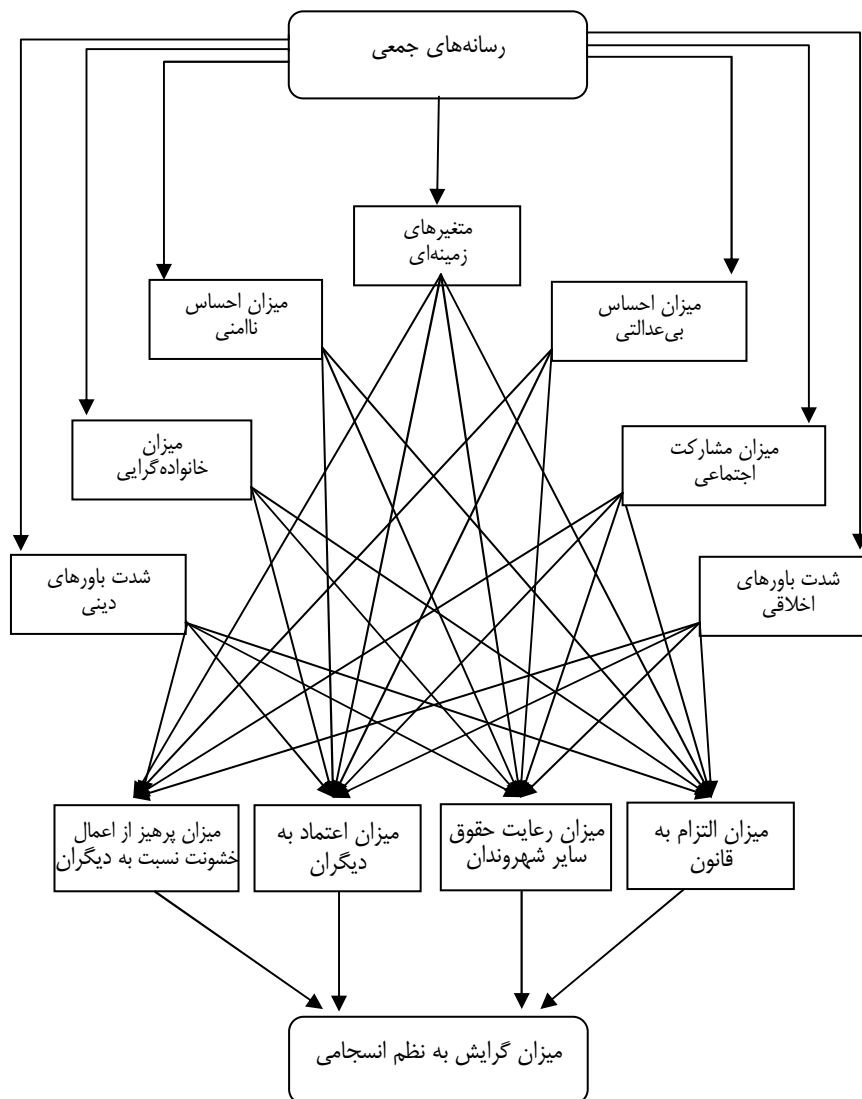 رسانه‌های جمعی
متغیرهای
زمینه‌ای
میزان احساس
بی‌عدالتی
میزان احساس
ناامنی
میزان مشارکت
اجتماعی
میزان
خانواده‌گرایی
شدت باورهای
اخلاقی
شدت باورهای
دینی
میزان التزام به
قانون
میزان رعایت حقوق
سایر شهروندان
میزان اعتماد به
دیگران
میزان پرهیز از اعمال
خشونت نسبت به دیگران
میزان گرایش به نظم انسجامی